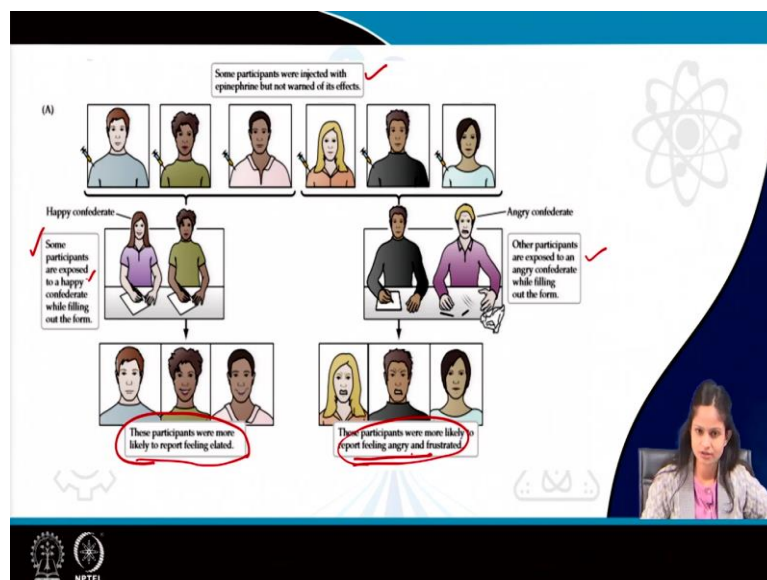 Some participants were injected with
epinephrine but not warned of its effects.
(A)
Happy confederate
Angry confederate
Some
participants
are exposed
to a happy
confederate
while filling
out the form.
Other participants
are exposed to an
angry confederate
while filling
out the form.
These participants were more
likely to report feeling elated.
These participants were more likely to
report feeling angry and frustrated.
NPTEL